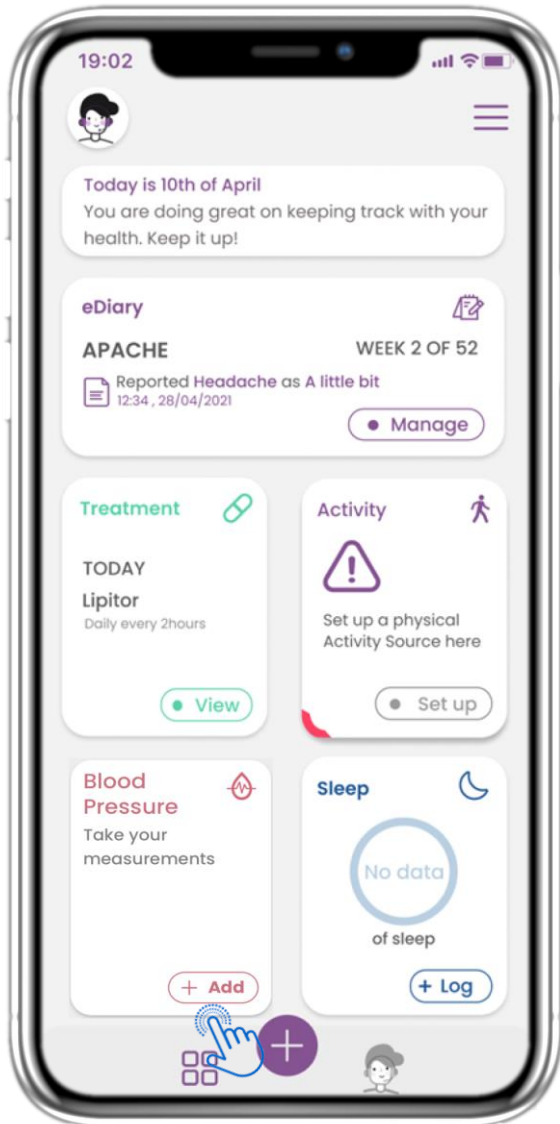 19:02
Today is 10th of April
You are doing great on keeping track with your
health. Keep it up!
eDiary
APACHE
WEEK 2 OF 52
Reported Headache as A little bit
12:34 , 28/04/2021
Manage
Treatment
TODAY
Lipitor
Daily every 2hours
View
Activity
Set up a physical
Activity Source here
Set up
Blood
Pressure
Take your
measurements
+ Add
Sleep
No data
of sleep
+ Log